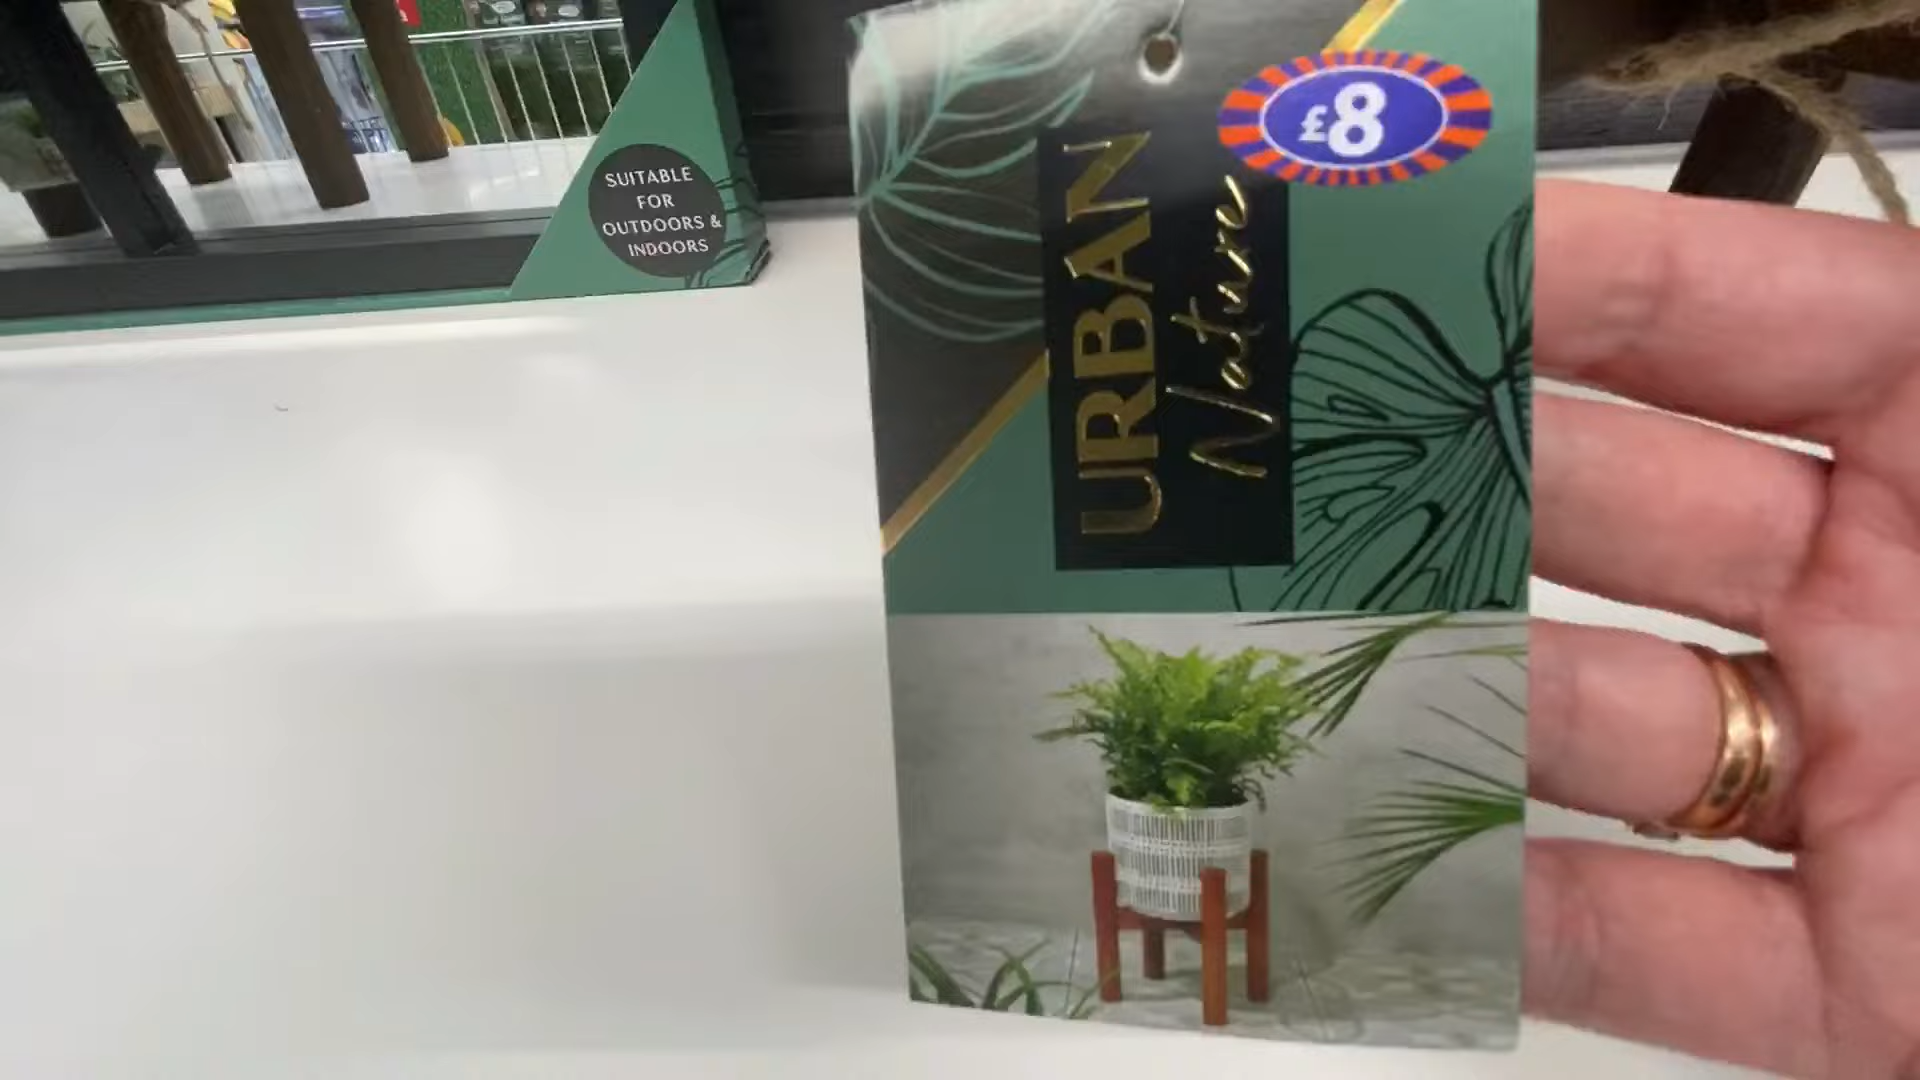 SUITABLE
FOR
OUTDOORS &
INDOORS
£8
URBAN
Nature